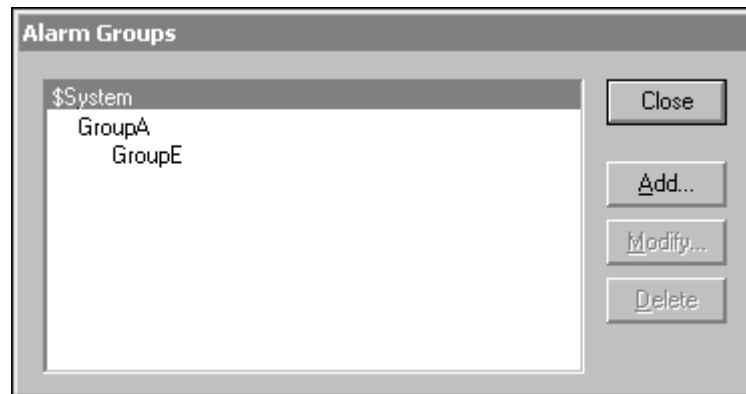 Alarm Groups
$System
GroupA
GroupE
Close
Add...
Modify...
Delete